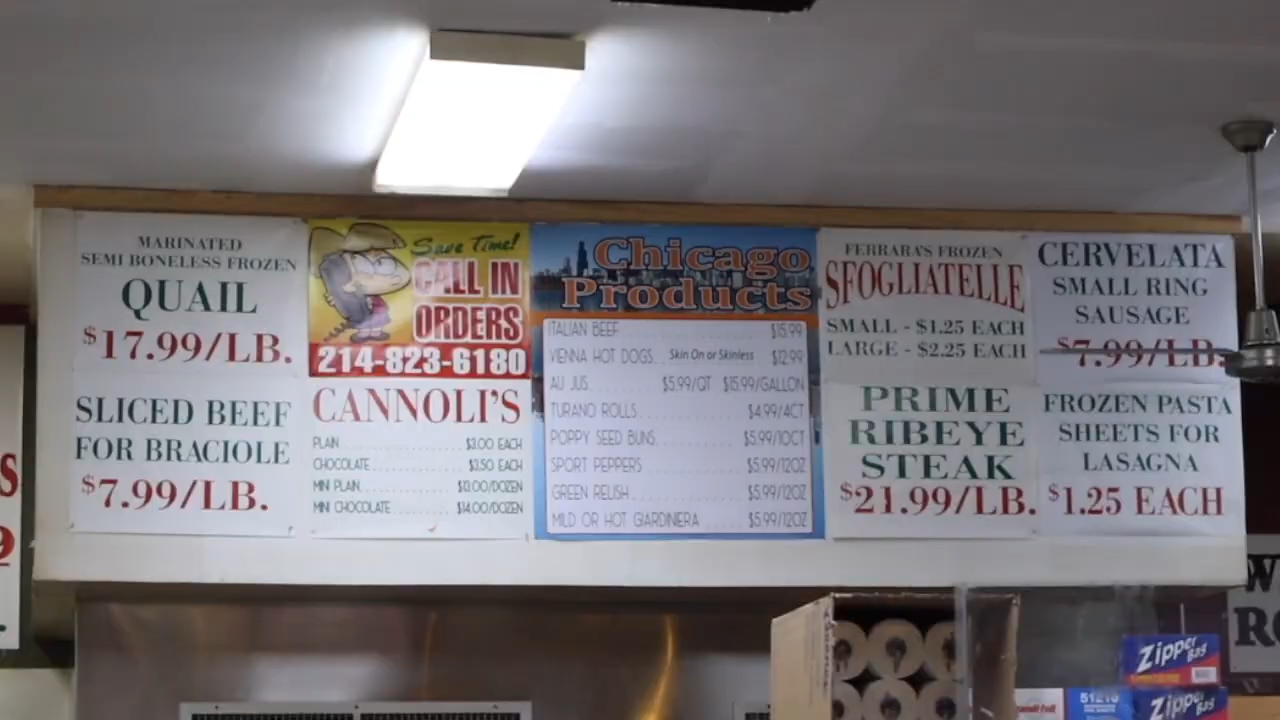 MARINATED
SEMI BONELESS FROZEN
QUAIL
$17.99/LB.
SLICED BEEF
FOR BRACIOLE
$7.99/LB.
Save Time!
CALL IN
ORDERS
214-823-6180
CANNOLI'S
PLAIN $3.00 EACH
CHOCOLATE $3.50 EACH
MINI PLAIN $13.00/DOZEN
MINI CHOCOLATE $14.00/DOZEN
Chicago
Products
ITALIAN BEEF $15.99
VIENNA HOT DOGS Skin On or Skinless $12.99
AU JUS $5.99/QT $15.99/GALLON
TURANO ROLLS $4.99/4CT
POPPY SEED BUNS $5.99/10CT
SPORT PEPPERS $5.99/12OZ
GREEN RELISH $5.99/12OZ
MILD OR HOT GIARDINIERA $5.99/12OZ
FERRARA'S FROZEN
SFOGLIATELLE
SMALL - $1.25 EACH
LARGE - $2.25 EACH
PRIME
RIBEYE
STEAK
$21.99/LB.
CERVELATA
SMALL RING
SAUSAGE
$7.99/LB.
FROZEN PASTA
SHEETS FOR
LASAGNA
$1.25 EACH
Zipper Bag
Zipper Bag